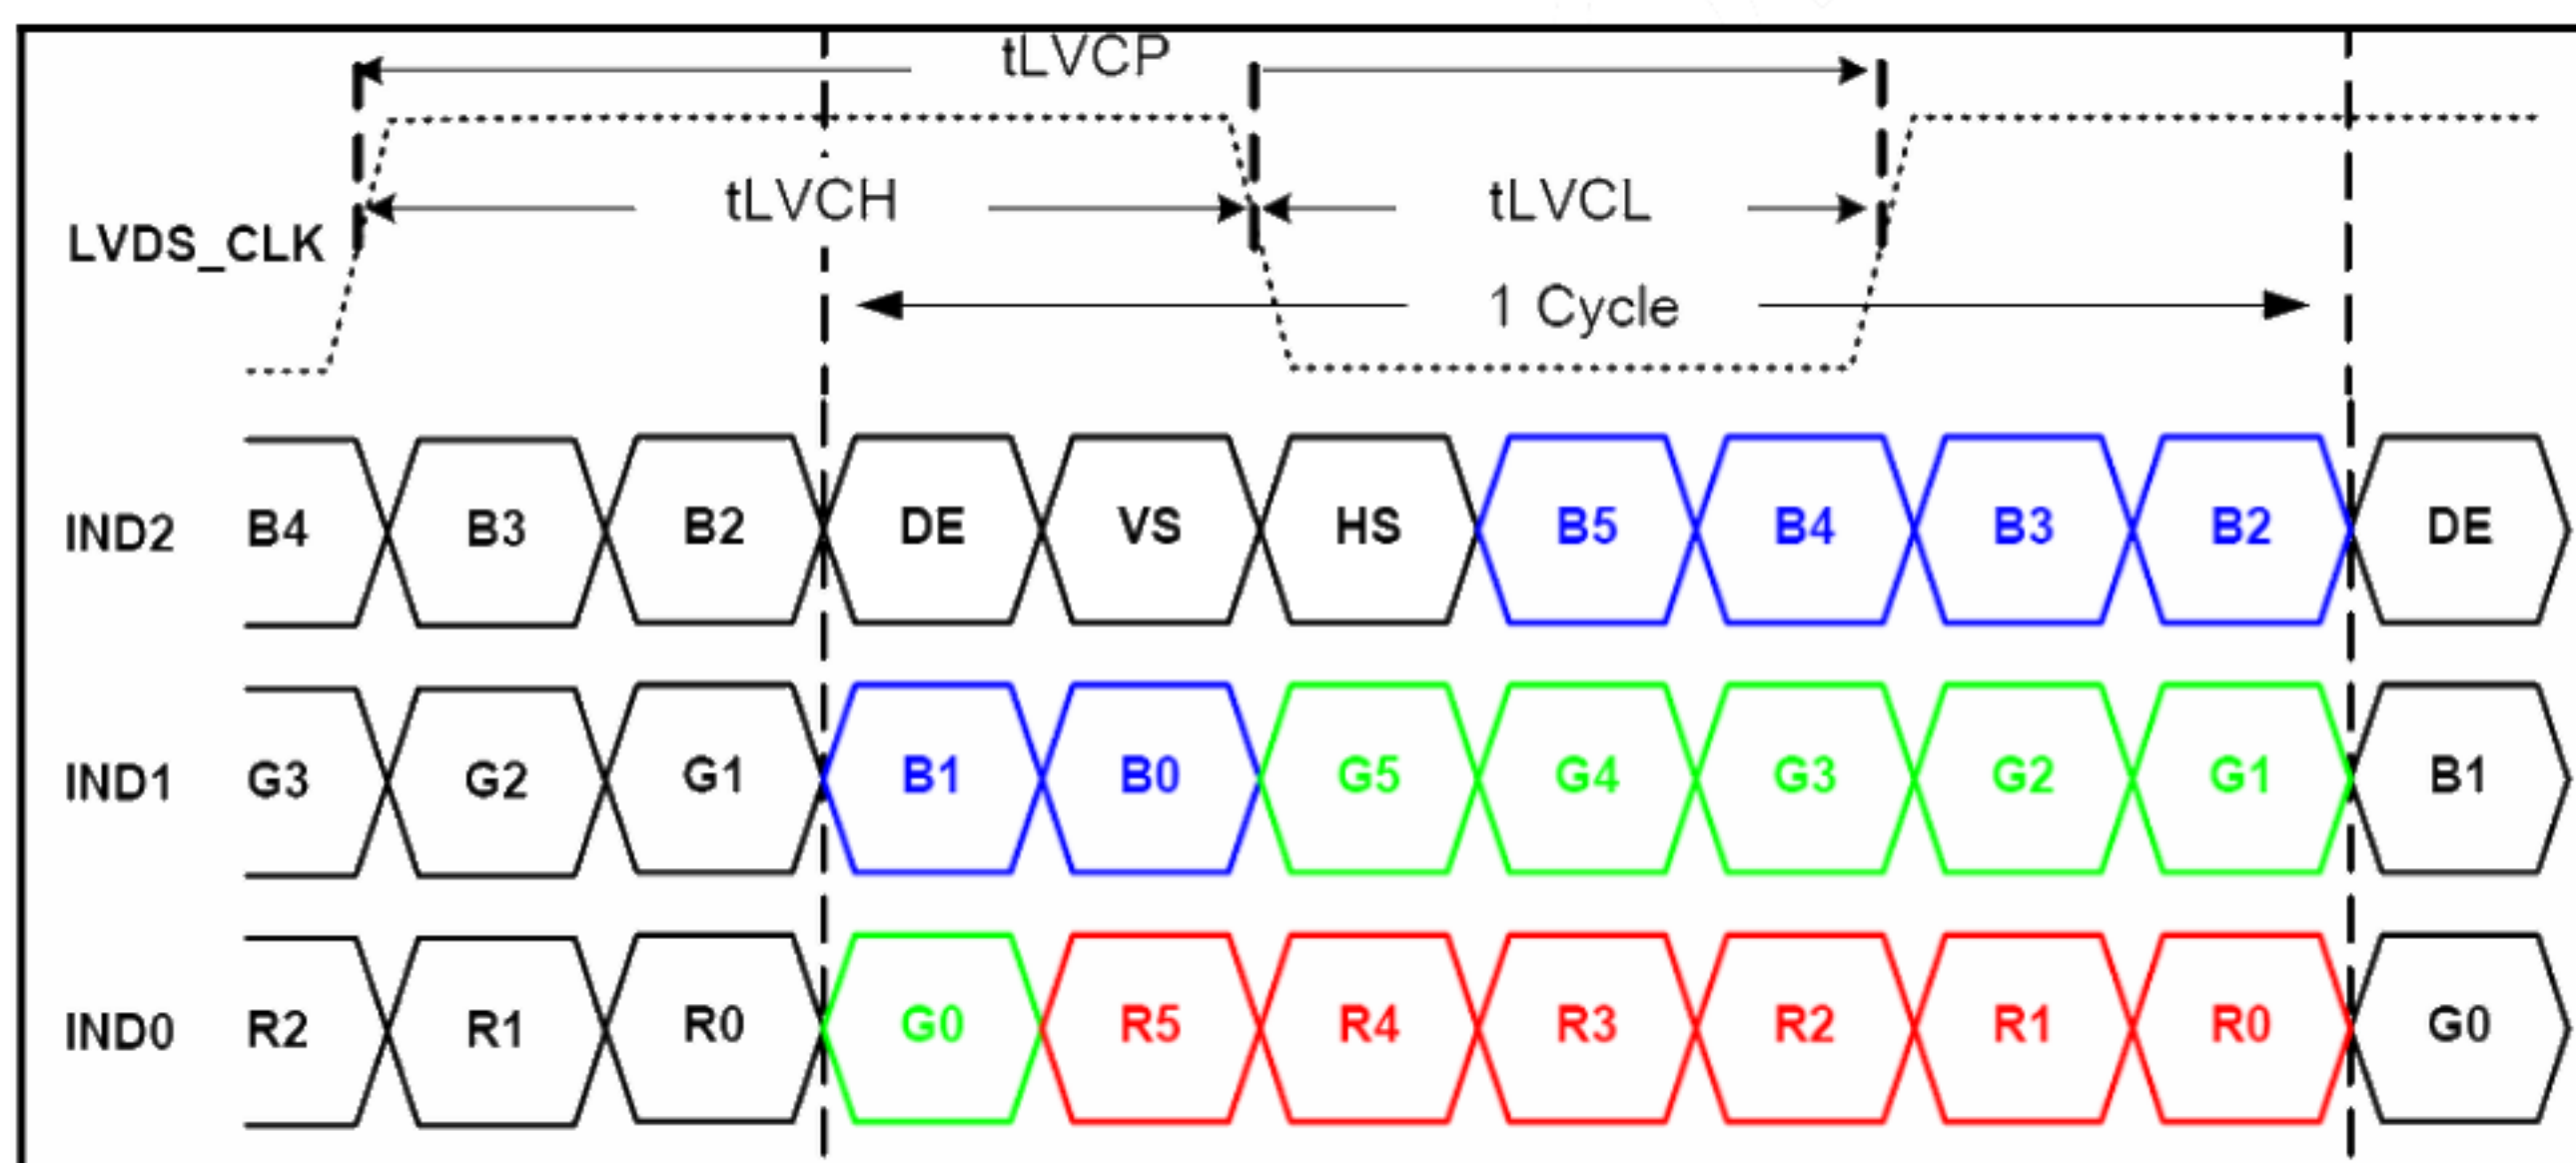 tLVCP
tLVCH tLVCL
LVDS_CLK
1 Cycle
IND2 B4 B3 B2 DE VS HS B5 B4 B3 B2 DE
IND1 G3 G2 G1 B1 B0 G5 G4 G3 G2 G1 B1
IND0 R2 R1 R0 G0 R5 R4 R3 R2 R1 R0 G0